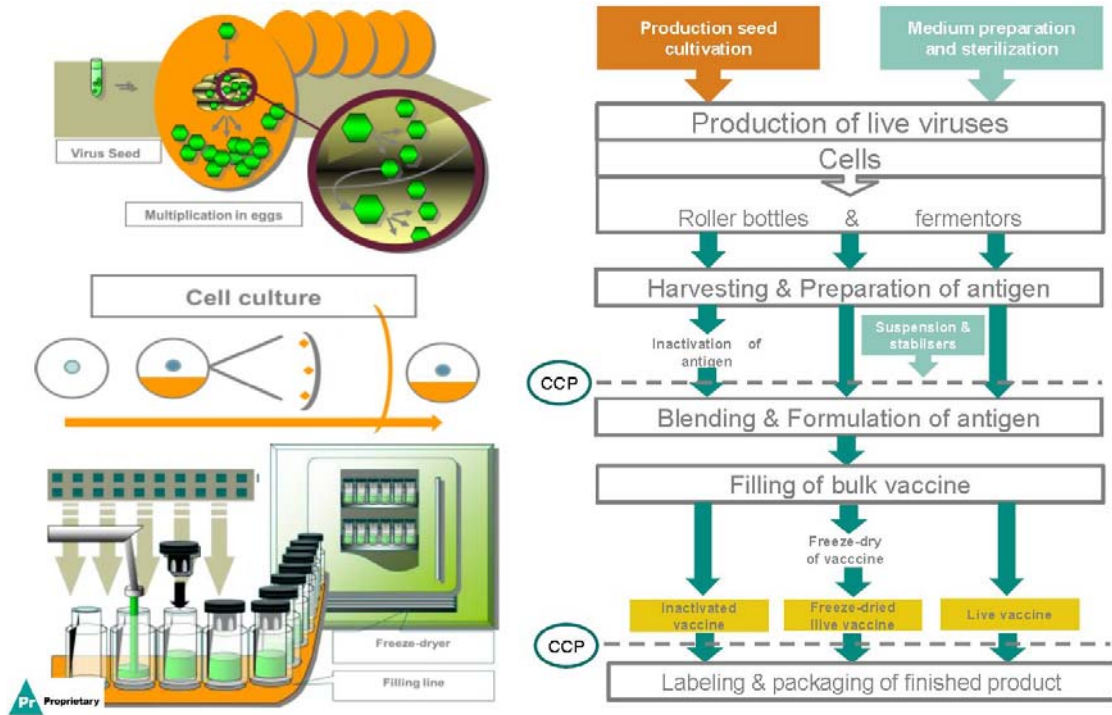 Virus Seed
Multiplication in eggs
Cell culture
Freeze-dryer
Filling line
Pr
Proprietary
Production seed
cultivation
Medium preparation
and sterilization
Production of live viruses
Cells
Roller bottles & fermentors
Harvesting & Preparation of antigen
Inactivation of
antigen
Suspension &
stabilisers
CCP
Blending & Formulation of antigen
Filling of bulk vaccine
Freeze-dry
of vacccine
Inactivated
vaccine
Freeze-dried
llive vaccine
Live vaccine
CCP
Labeling & packaging of finished product